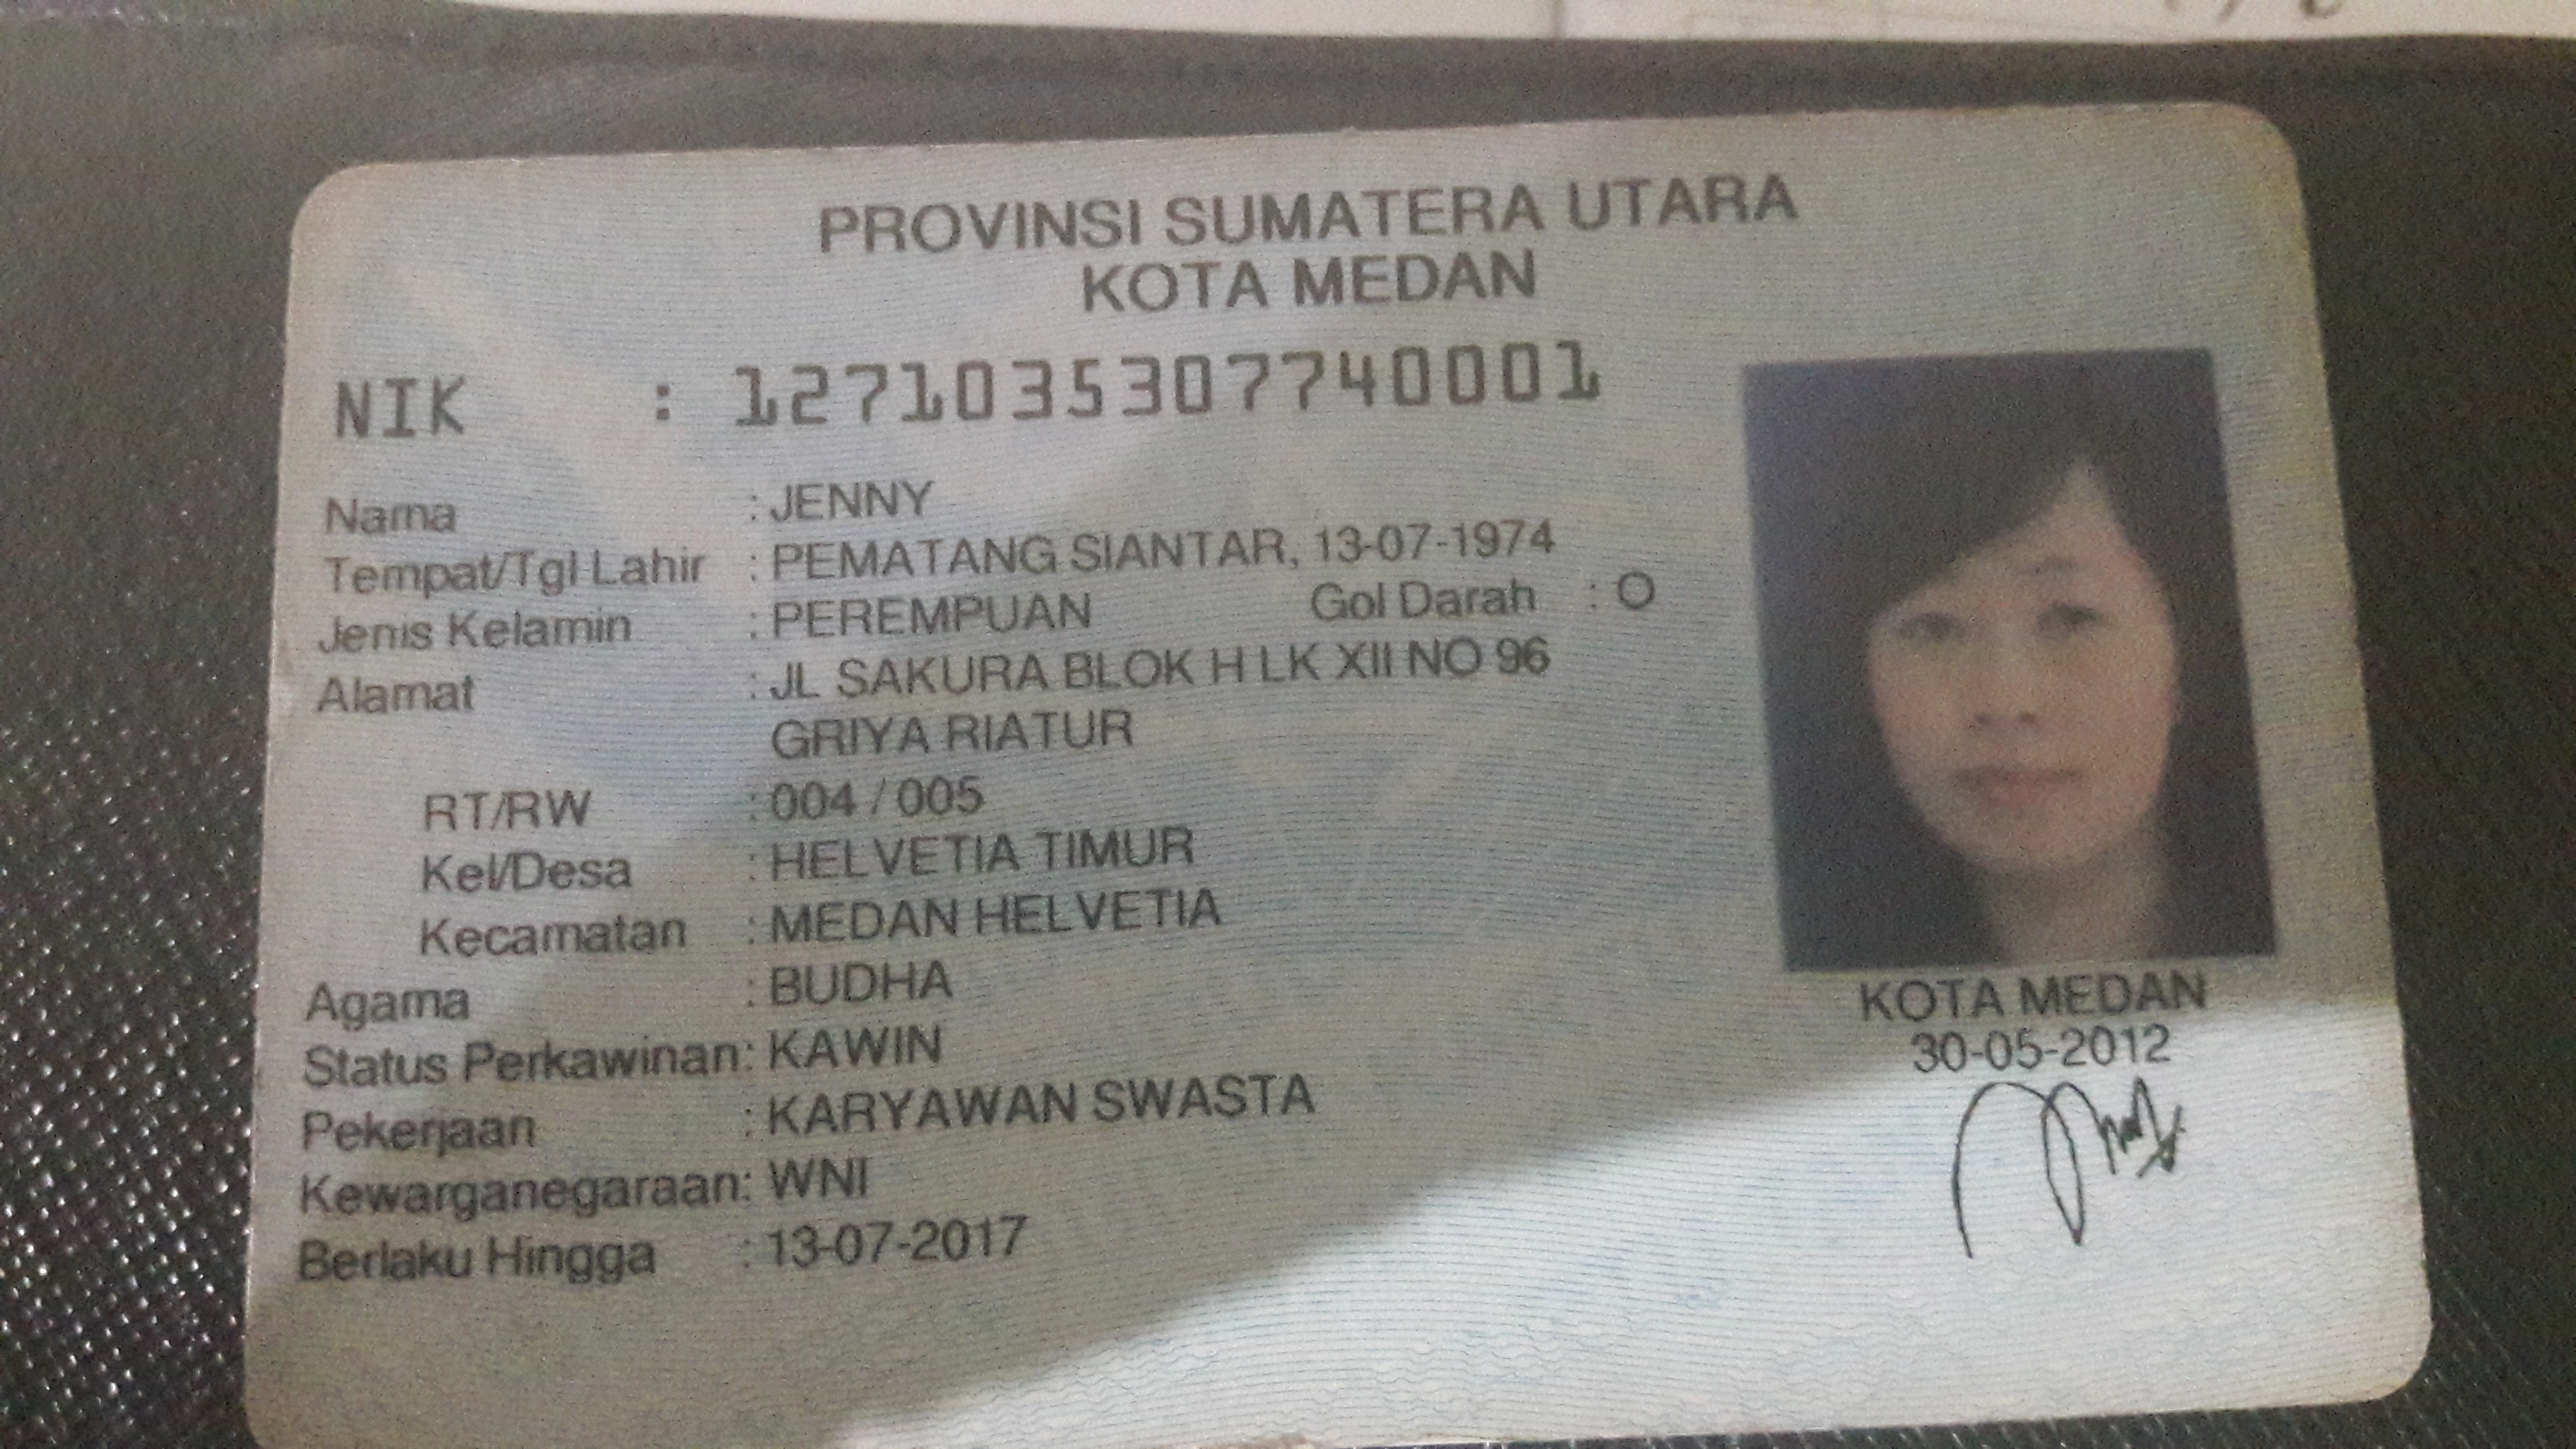 PROVINSI SUMATERA UTARA
KOTA MEDAN
NIK : 1271035307740001
Nama : JENNY
Tempat/Tgl Lahir : PEMATANG SIANTAR, 13-07-1974
Jenis Kelamin : PEREMPUAN Gol Darah : O
Alamat : JL SAKURA BLOK H LK XII NO 96
GRIYA RIATUR
RT/RW : 004 / 005
Kel/Desa : HELVETIA TIMUR
Kecamatan : MEDAN HELVETIA
Agama : BUDHA
Status Perkawinan: KAWIN
Pekerjaan : KARYAWAN SWASTA
Kewarganegaraan: WNI
Berlaku Hingga : 13-07-2017
KOTA MEDAN
30-05-2012